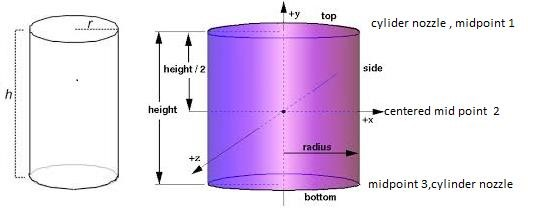 r
h
+y
top
cylider nozzle , midpoint 1
height / 2
side
height
centered mid point 2
+x
radius
+z
midpoint 3,cylinder nozzle
bottom